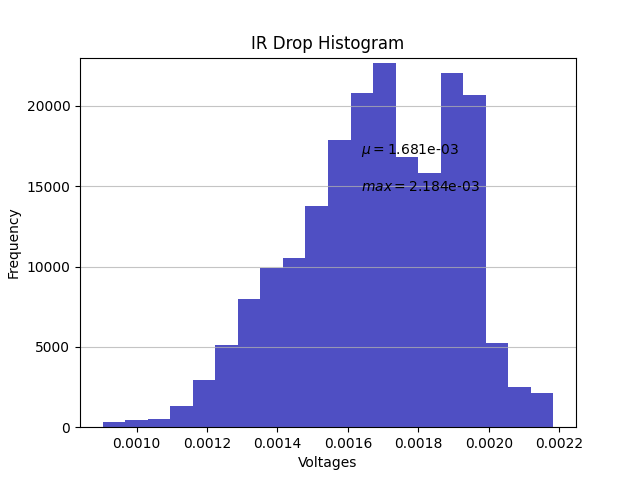 IR Drop Histogram
20000
15000
10000
5000
0
Frequency
μ = 1.681e-03
max = 2.184e-03
0.0010 0.0012 0.0014 0.0016 0.0018 0.0020 0.0022
Voltages